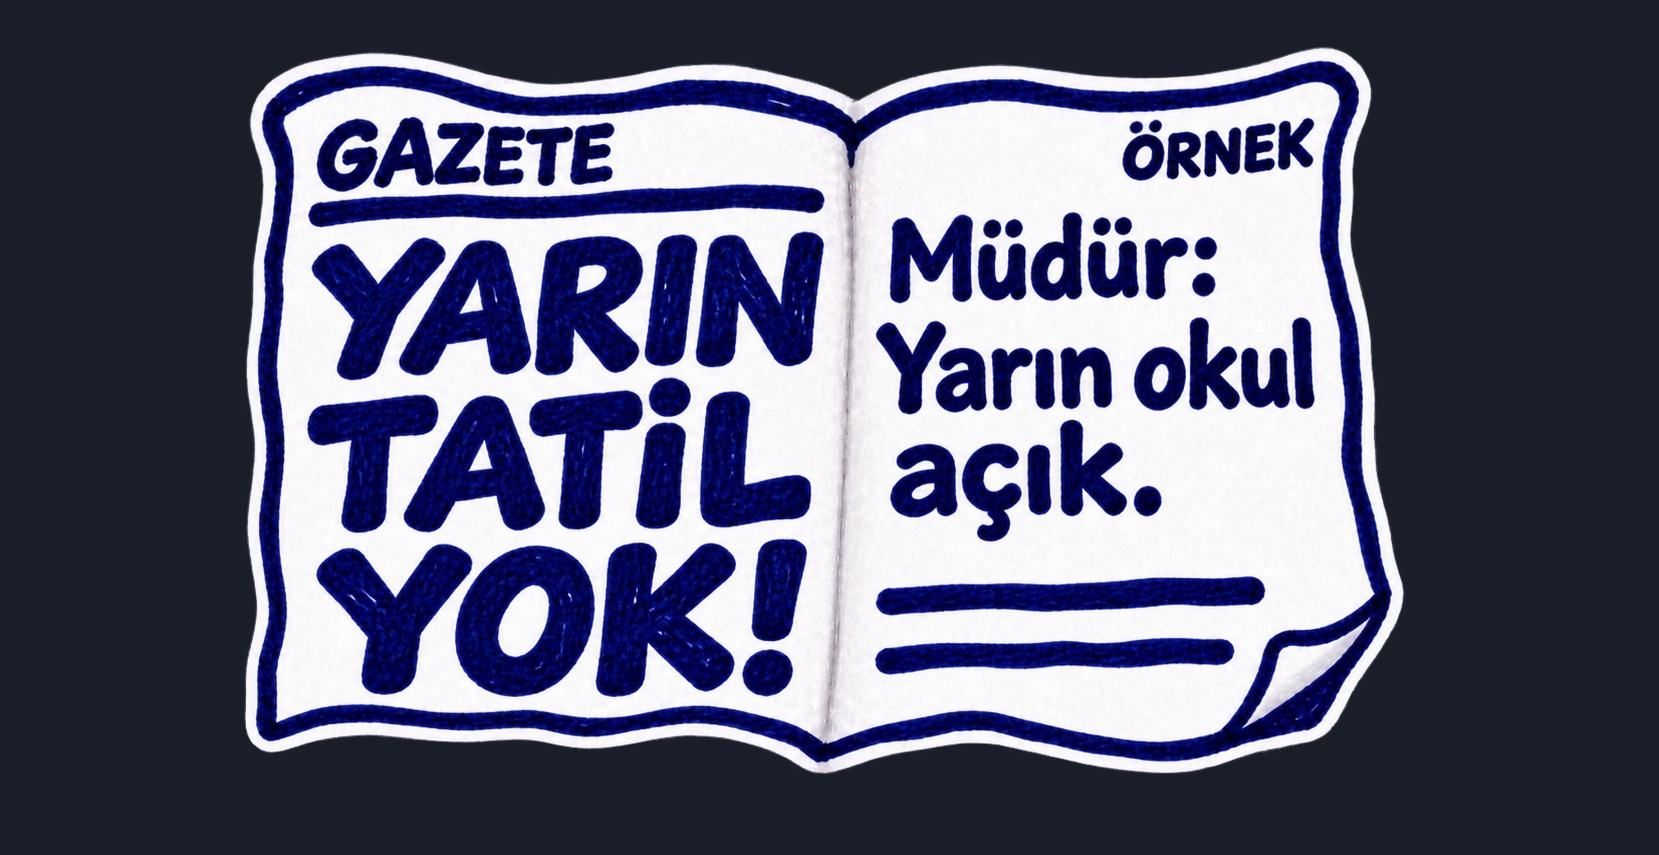 GAZETE
YARIN
TATİL
YOK!
ÖRNEK
Müdür:
Yarın okul
açık.